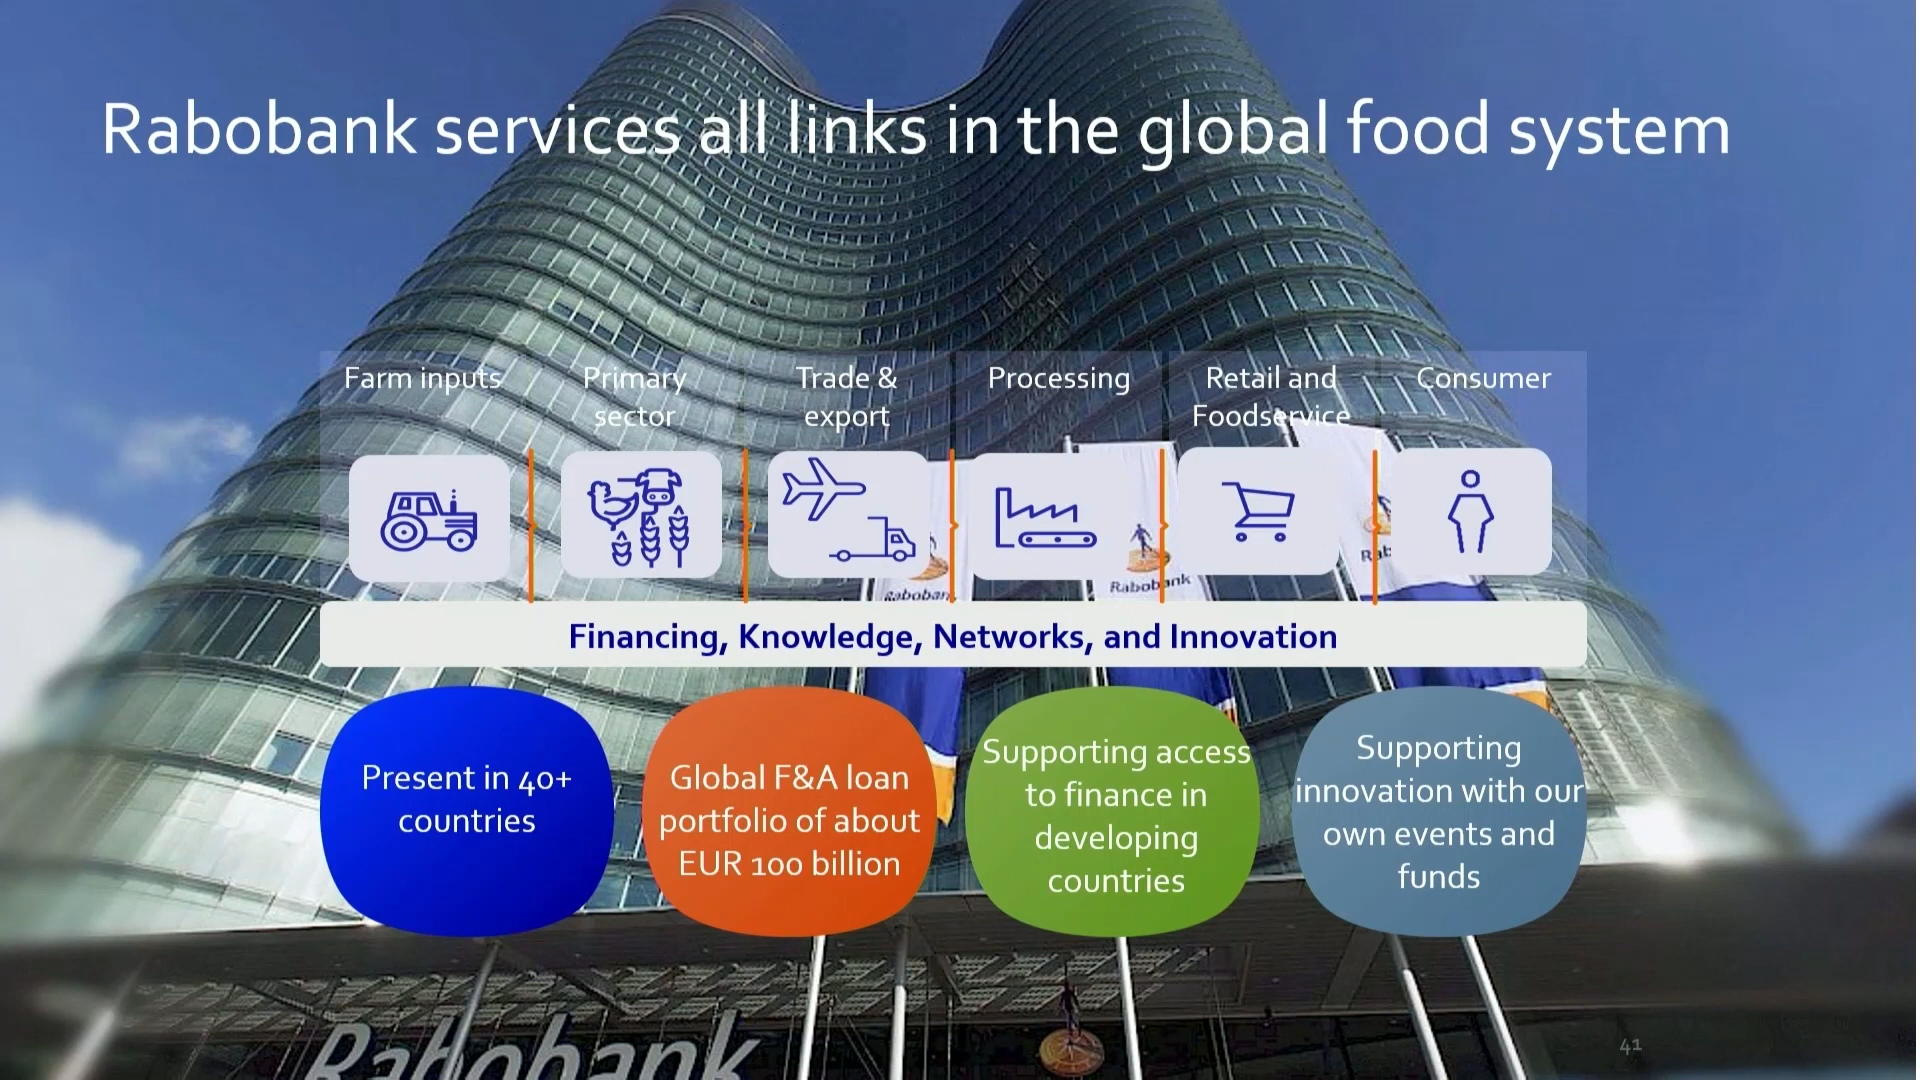 Rabobank services all links in the global food system
Farm inputs
Primary
sector
Trade &
export
Processing
Retail and
Foodservice
Consumer
Rabobank
Rabobank
Rab
Financing, Knowledge, Networks, and Innovation
Present in 40+
countries
Global F&A loan
portfolio of about
EUR 100 billion
Supporting access
to finance in
developing
countries
Supporting
innovation with our
own events and
funds
Rabobank
41